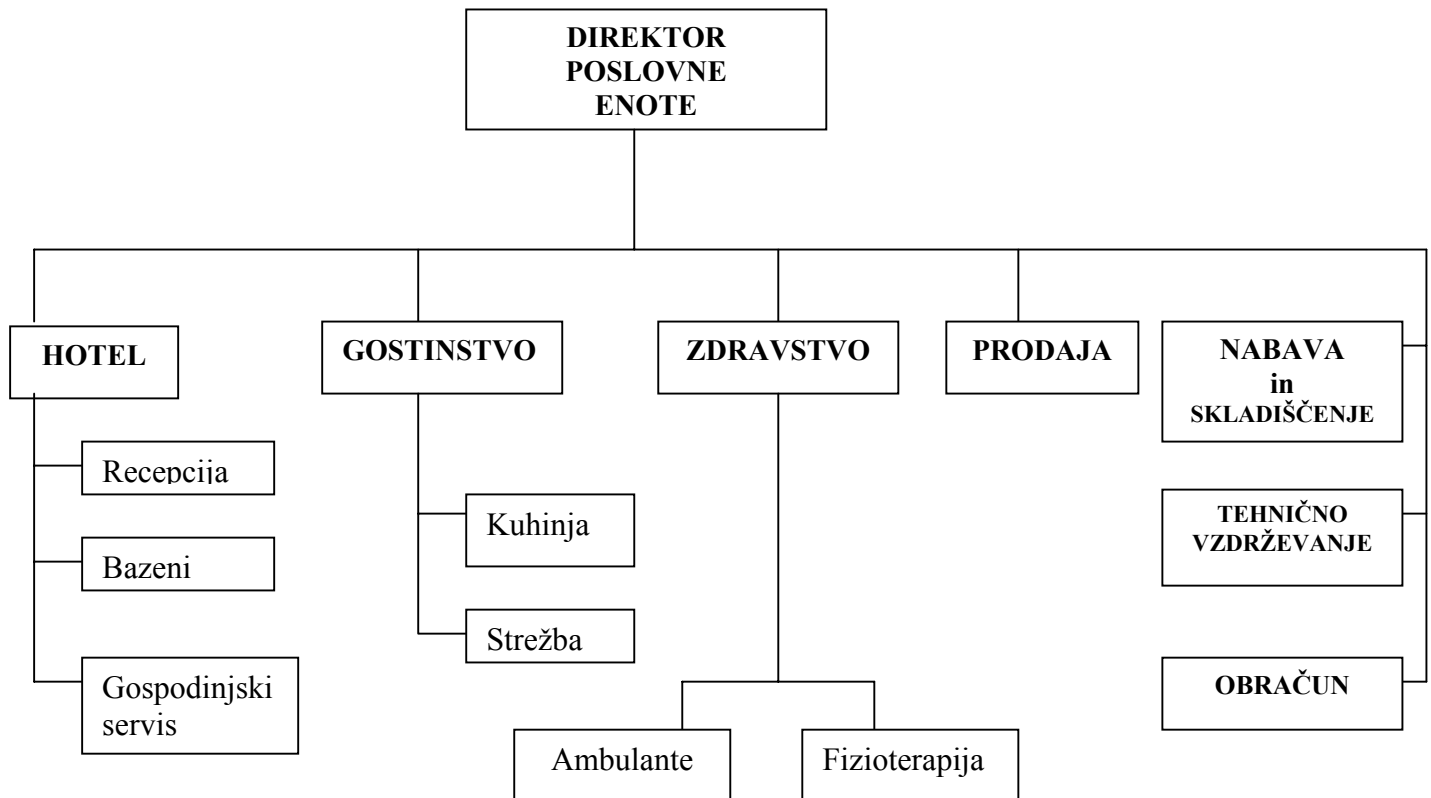 DIREKTOR
POSLOVNE
ENOTE
HOTEL
GOSTINSTVO
ZDRAVSTVO
PRODAJA
NABAVA
in
SKLADIŠČENJE
Recepcija
Bazeni
Gospodinjski
servis
Kuhinja
Strežba
Ambulante
Fizioterapija
TEHNIČNO
VZDRŽEVANJE
OBRAČUN